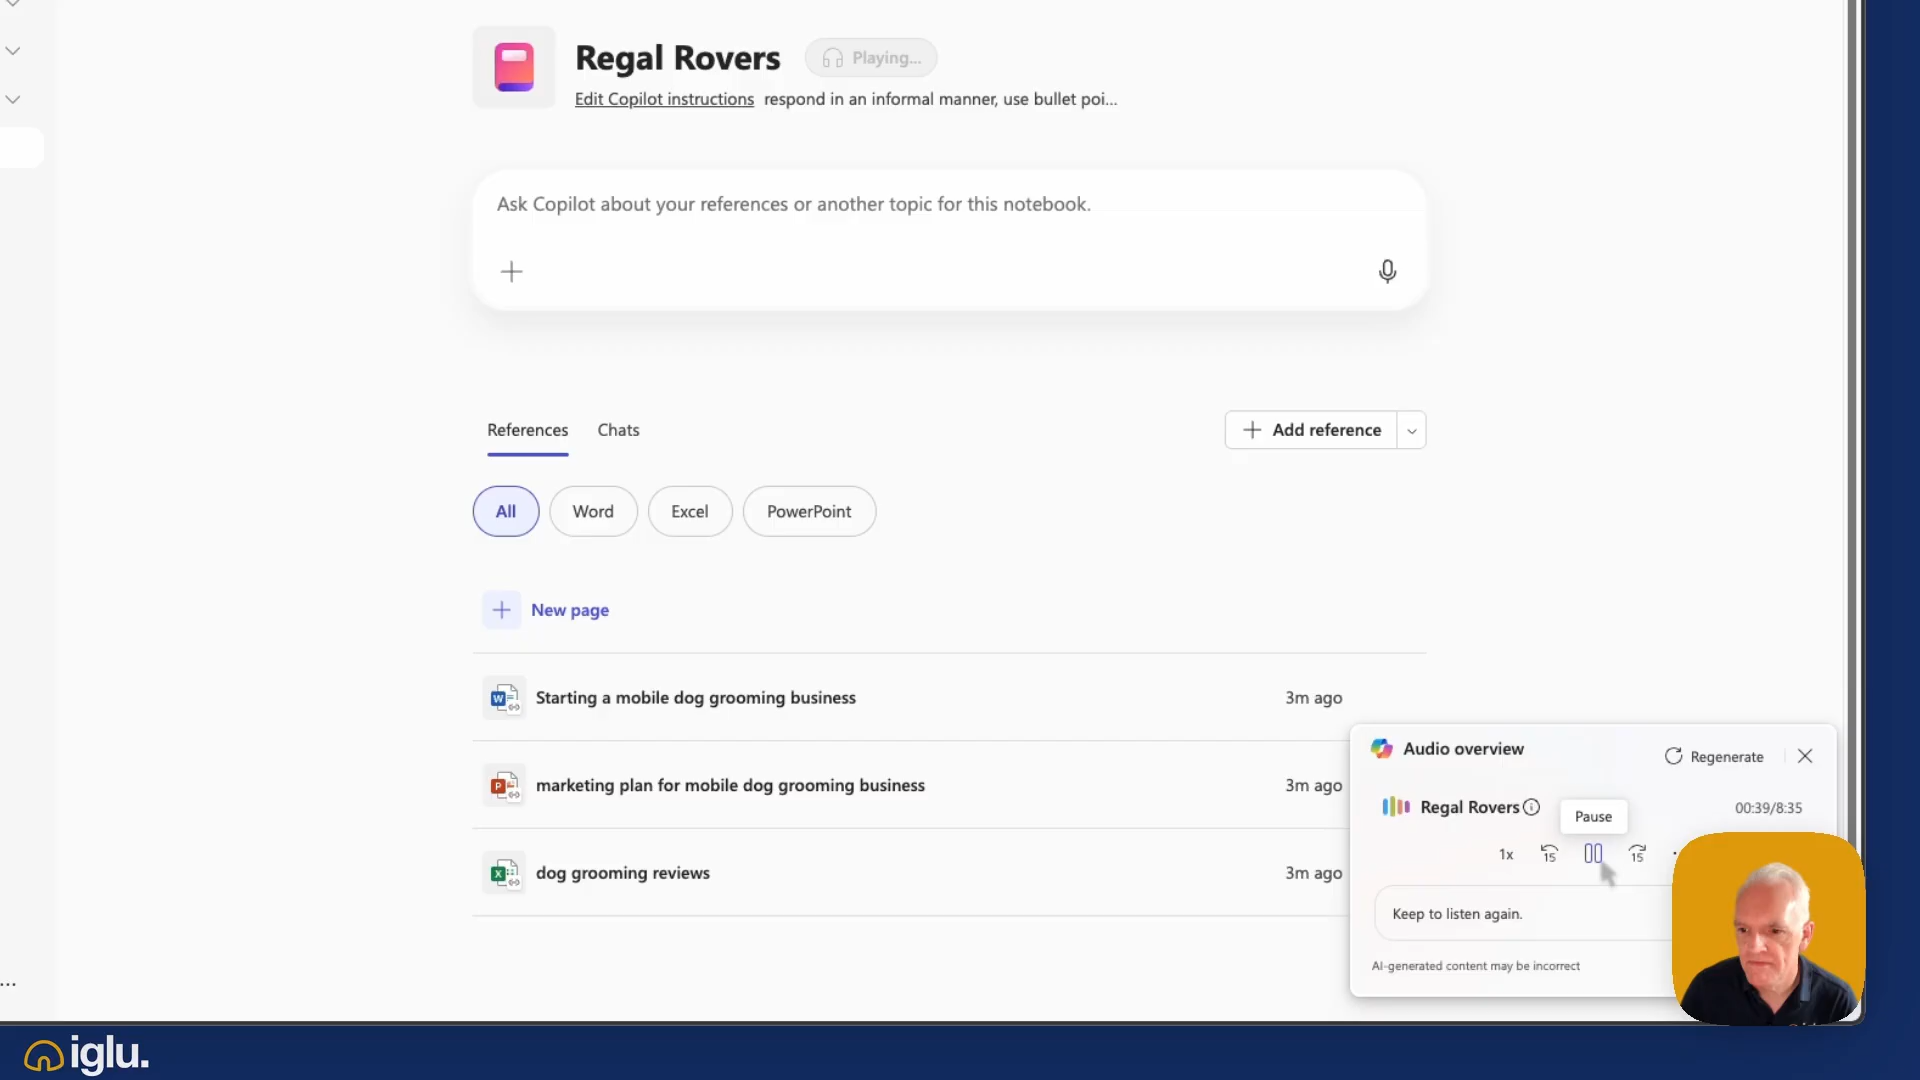 Regal Rovers
Playing...
Edit Copilot instructions respond in an informal manner, use bullet poi...
Ask Copilot about your references or another topic for this notebook.
References Chats
Add reference
All Word Excel PowerPoint
New page
Starting a mobile dog grooming business 3m ago
marketing plan for mobile dog grooming business 3m ago
dog grooming reviews 3m ago
Audio overview
Regenerate
Regal Rovers
Pause
00:39/8:35
1x 15 15
Keep to listen again.
AI-generated content may be incorrect
...
iglu.